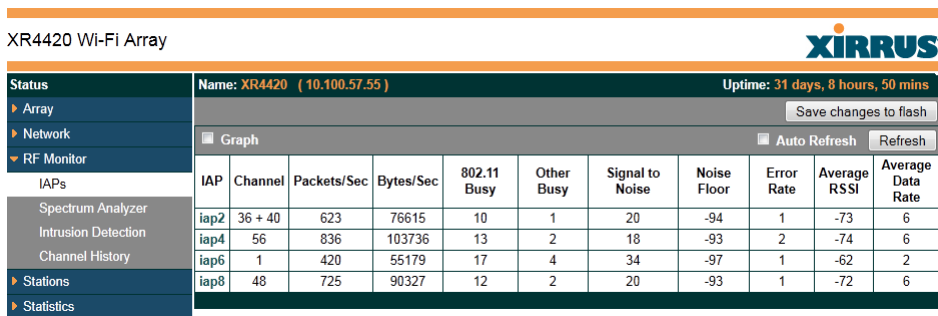 XR4420 Wi-Fi Array
XIRRUS
Status
Name: XR4420 ( 10.100.57.55 )
Uptime: 31 days, 8 hours, 50 mins
Array
Network
RF Monitor
IAPs
Spectrum Analyzer
Intrusion Detection
Channel History
Stations
Statistics
Save changes to flash
Graph
Auto Refresh
Refresh
IAP Channel Packets/Sec Bytes/Sec 802.11 Busy Other Busy Signal to Noise Noise Floor Error Rate Average RSSI Average Data Rate
iap2 36 + 40 623 76615 10 1 20 -94 1 -73 6
iap4 56 836 103736 13 2 18 -93 2 -74 6
iap6 1 420 55179 17 4 34 -97 1 -62 2
iap8 48 725 90327 12 2 20 -93 1 -72 6